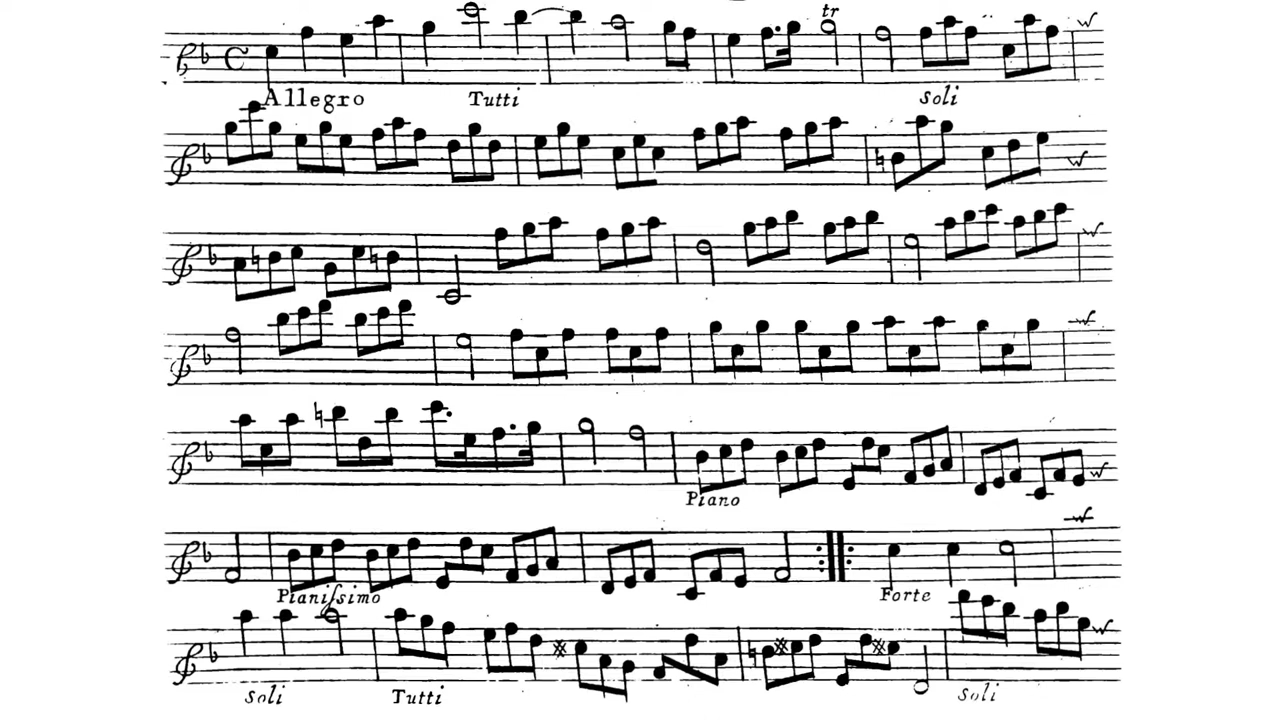 Allegro Tutti
tr
Soli
Piano
Pianiſsimo
Forte
Soli Tutti Soli